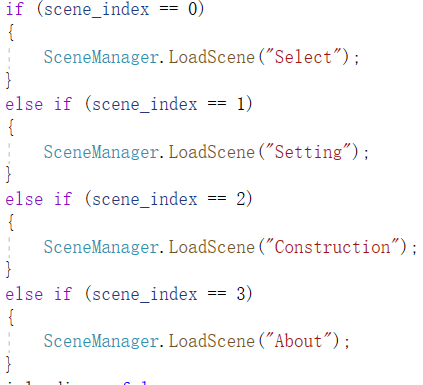 if (scene_index == 0)
{
    SceneManager.LoadScene("Select");
}
else if (scene_index == 1)
{
    SceneManager.LoadScene("Setting");
}
else if (scene_index == 2)
{
    SceneManager.LoadScene("Construction");
}
else if (scene_index == 3)
{
    SceneManager.LoadScene("About");
}